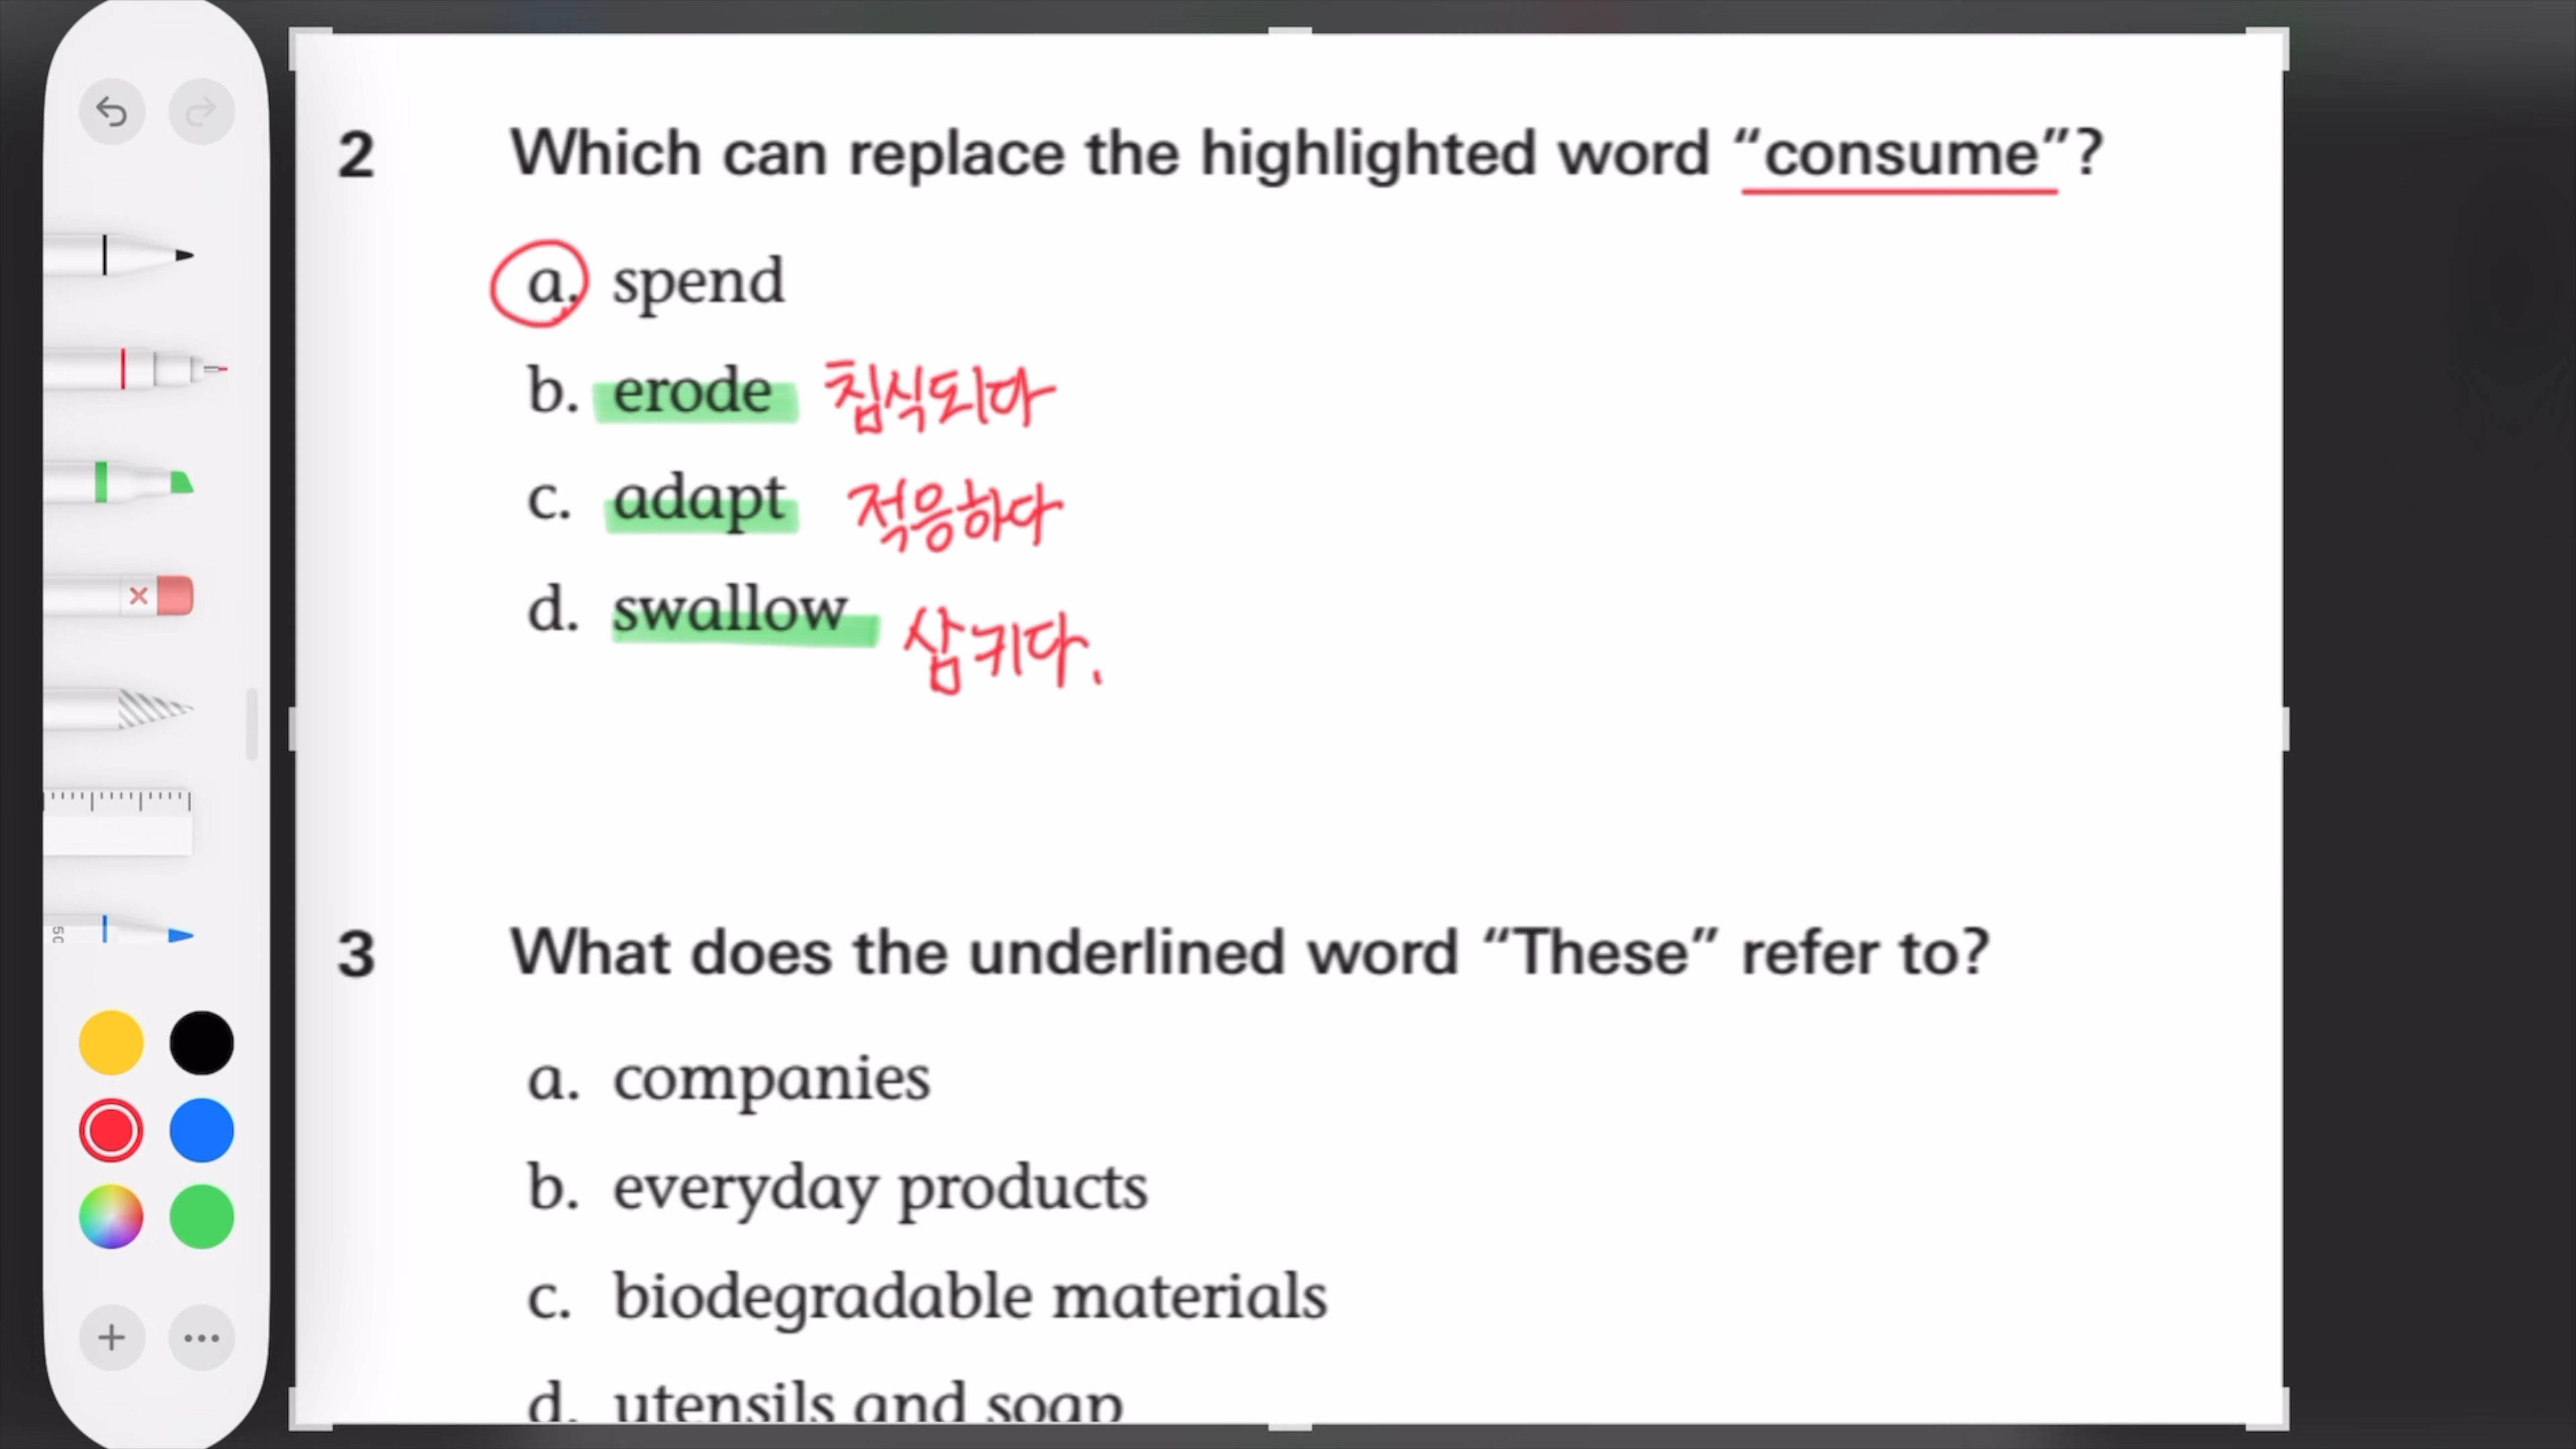 2 Which can replace the highlighted word “consume”?
a. spend
b. erode 침식되다
c. adapt 적응하다
d. swallow 삼키다.
3 What does the underlined word “These” refer to?
a. companies
b. everyday products
c. biodegradable materials
d. utensils and soap
50